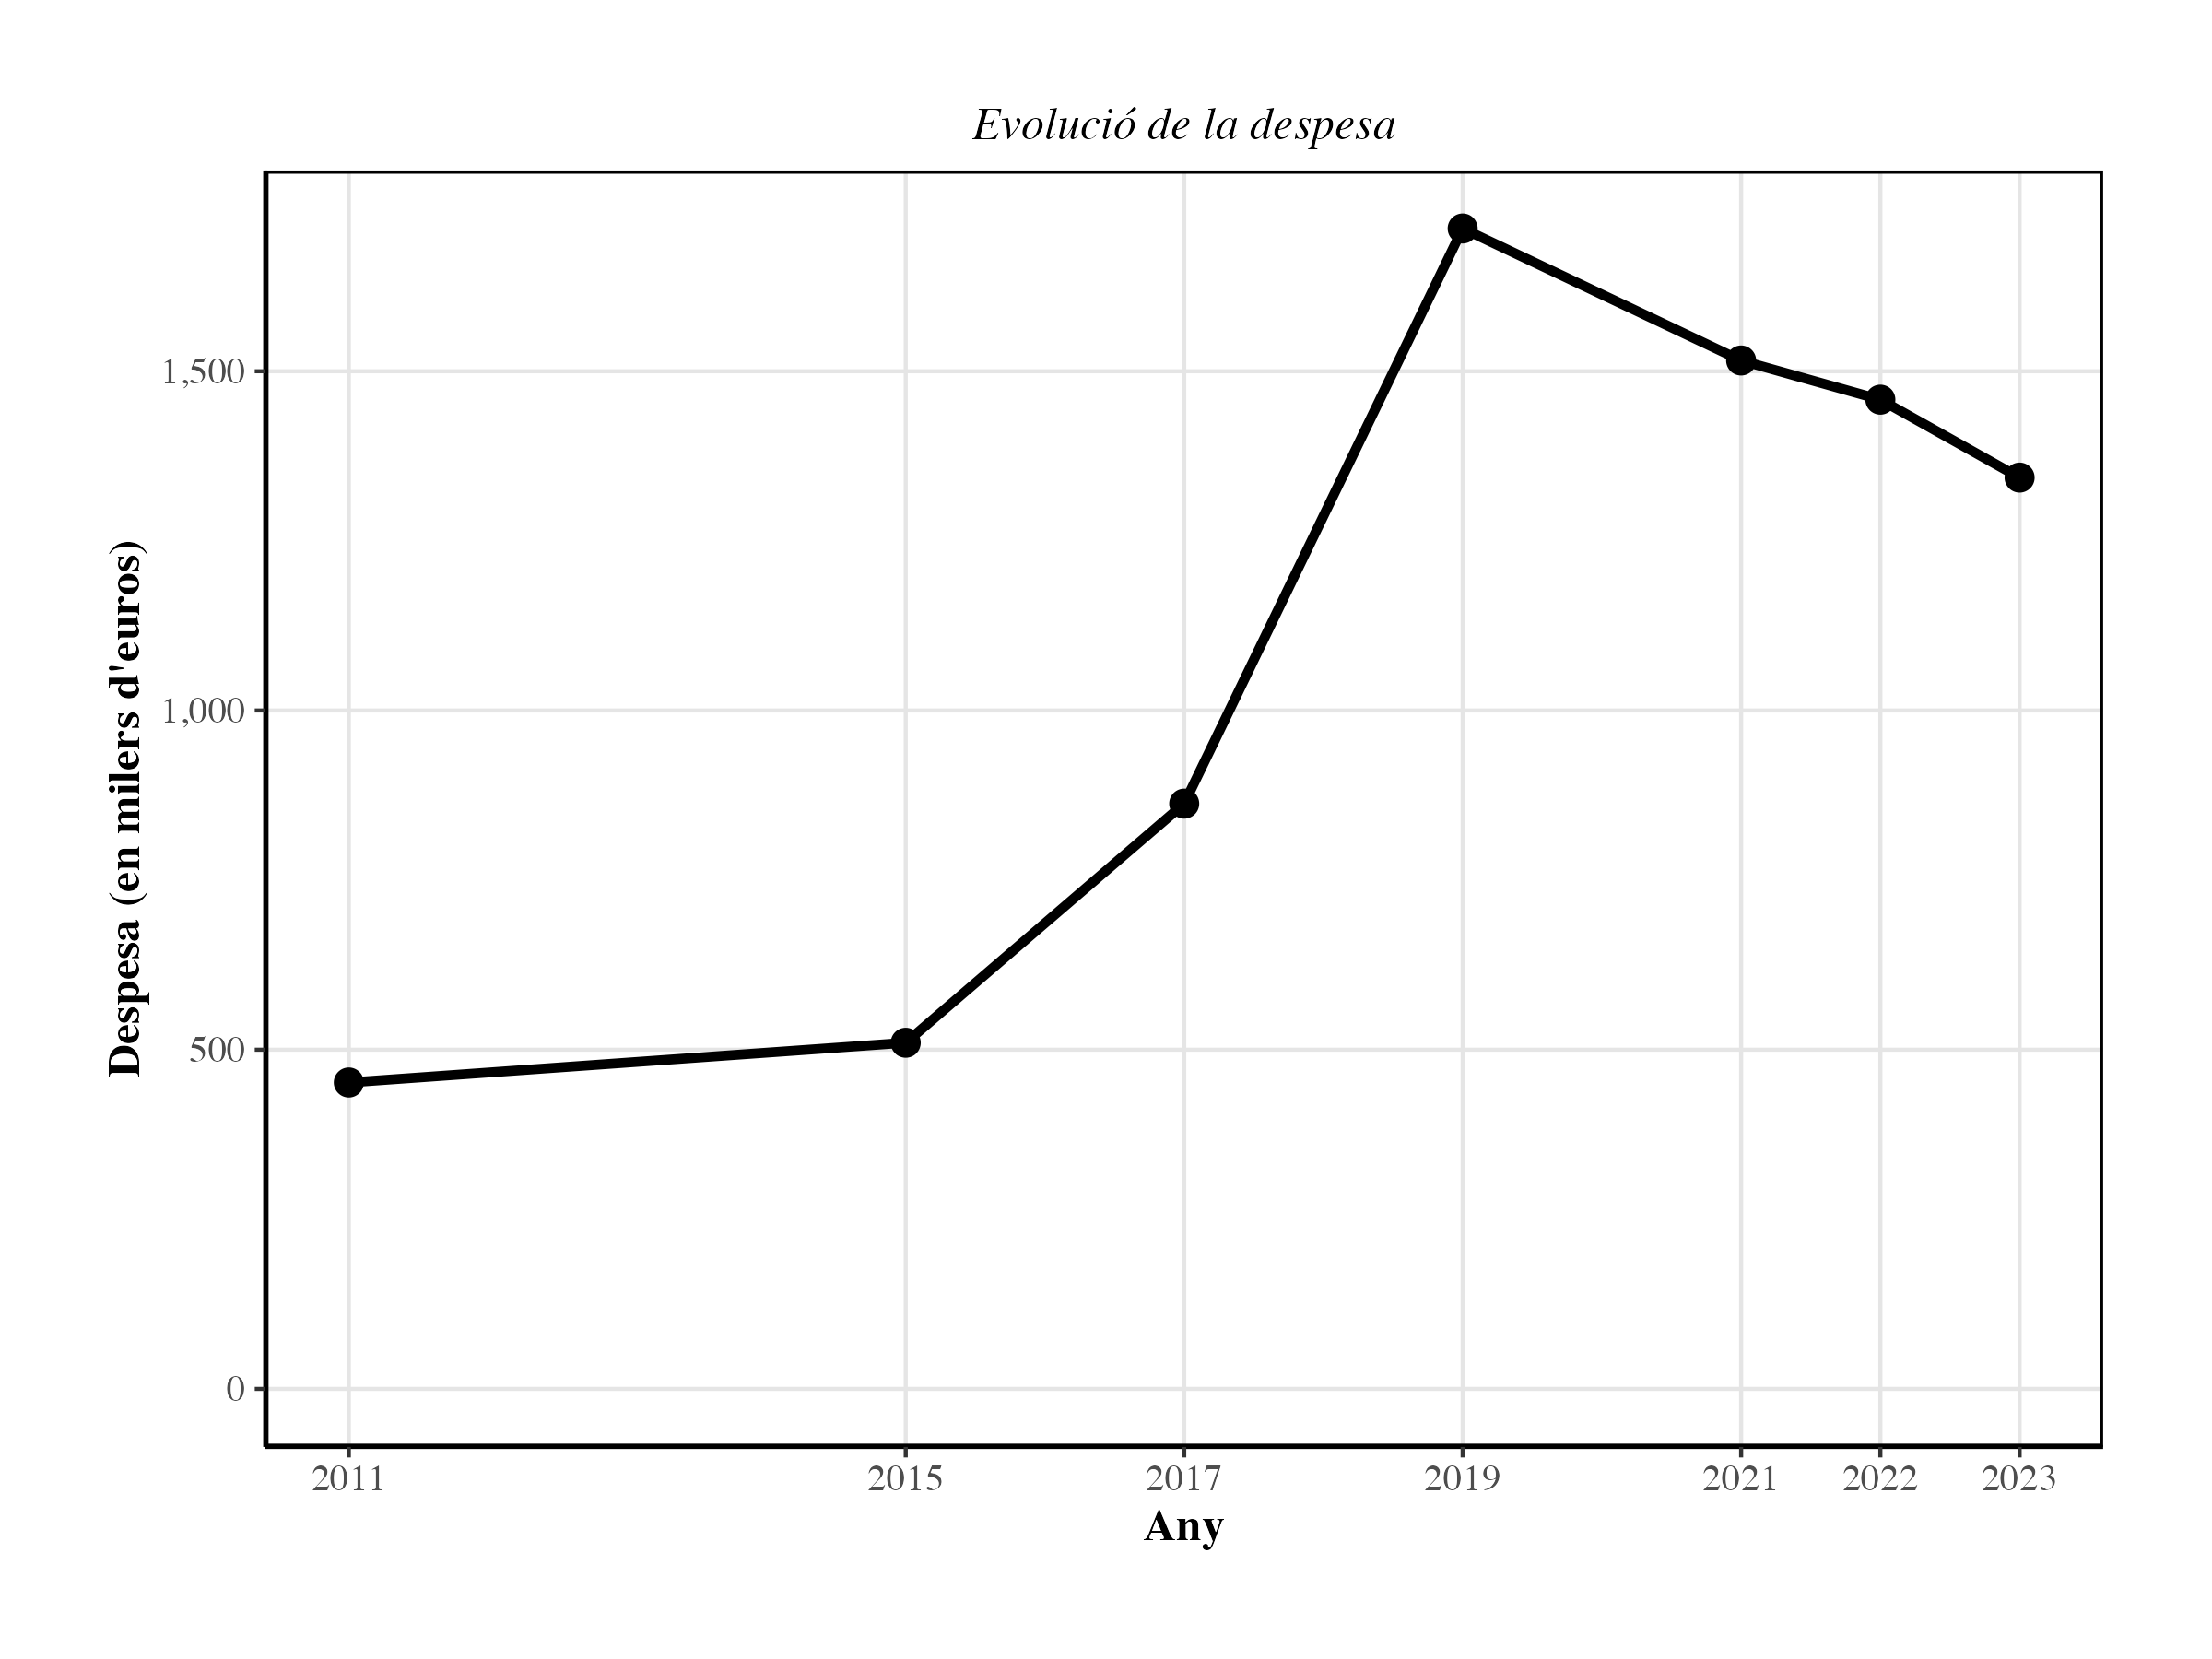 Evolució de la despesa
Despesa (en milers d'euros)
1,500
1,000
500
0
2011 2015 2017 2019 2021 2022 2023
Any